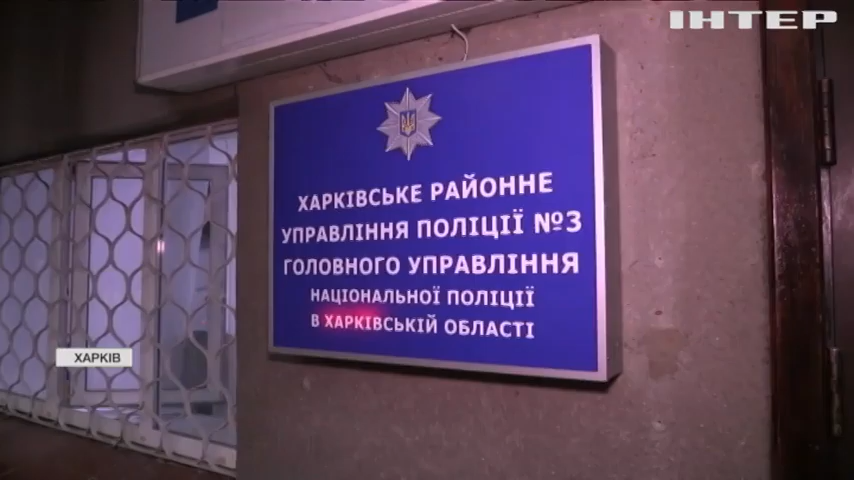 ІНТЕР
ХАРКІВСЬКЕ РАЙОННЕ
УПРАВЛІННЯ ПОЛІЦІЇ №3
ГОЛОВНОГО УПРАВЛІННЯ
НАЦІОНАЛЬНОЇ ПОЛІЦІЇ
В ХАРКІВСЬКІЙ ОБЛАСТІ
ХАРКІВ